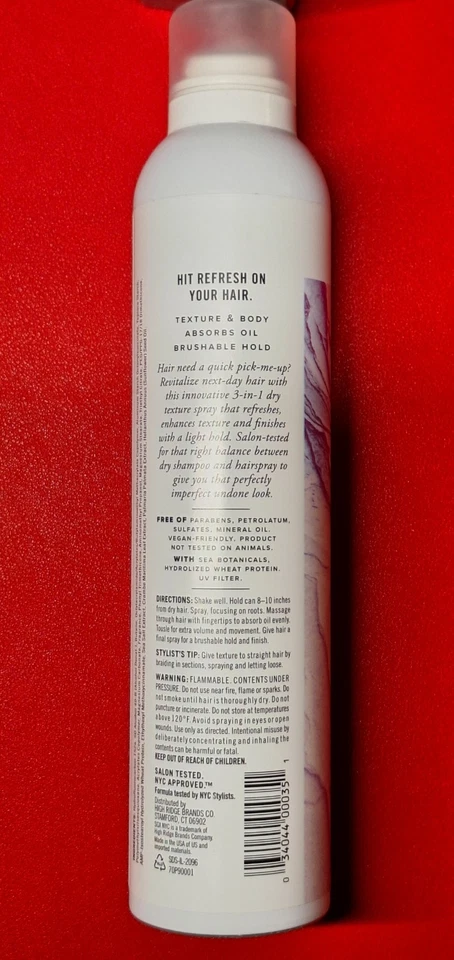 HIT REFRESH ON
YOUR HAIR.
TEXTURE & BODY
ABSORBS OIL
BRUSHABLE HOLD
Hair need a quick pick-me-up?
Revitalize next-day hair with
this innovative 3-in-1 dry
texture spray that refreshes,
enhances texture and finishes
with a light hold. Salon-tested
for that right balance between
dry shampoo and hairspray to
give you that perfectly
imperfect undone look.
FREE OF PARABENS, PETROLATUM,
SULFATES, MINERAL OIL.
VEGAN-FRIENDLY. PRODUCT
NOT TESTED ON ANIMALS.
WITH SEA BOTANICALS,
HYDROLIZED WHEAT PROTEIN,
UV FILTER.
DIRECTIONS: Shake well. Hold can 8–10 inches
from dry hair. Spray, focusing on roots. Massage
through hair with fingertips to absorb oil evenly.
Tousle for extra volume and movement. Give hair a
final spray for a brushable hold and finish.
STYLIST'S TIP: Give texture to straight hair by
braiding in sections, spraying and letting loose.
WARNING: FLAMMABLE. CONTENTS UNDER
PRESSURE. Do not use near fire, flame or sparks. Do
not smoke until hair is thoroughly dry. Do not
puncture or incinerate. Do not store at temperatures
above 120°F. Avoid spraying in eyes or open
wounds. Use only as directed. Intentional misuse by
deliberately concentrating and inhaling the
contents can be harmful or fatal.
KEEP OUT OF REACH OF CHILDREN.
SALON TESTED.
NYC APPROVED.™
Formula tested by NYC Stylists.
Distributed by
HIGH RIDGE BRANDS CO.
STAMFORD, CT 06902
is a trademark of
High Ridge Brands Co.
Made in the USA of US and
imported materials.
SDS-IL-2096
70P90001
0 34044 00035 1